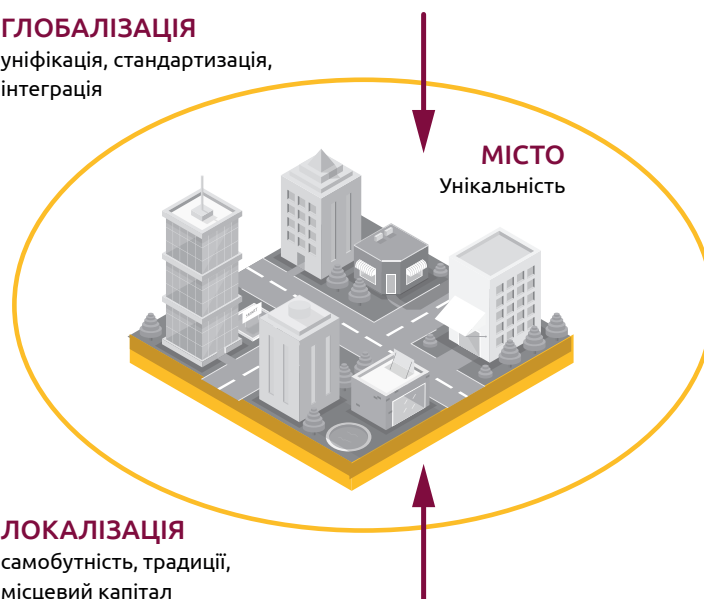 ГЛОБАЛІЗАЦІЯ
уніфікація, стандартизація,
інтеграція
МІСТО
Унікальність
ЛОКАЛІЗАЦІЯ
самобутність, традиції,
місцевий капітал